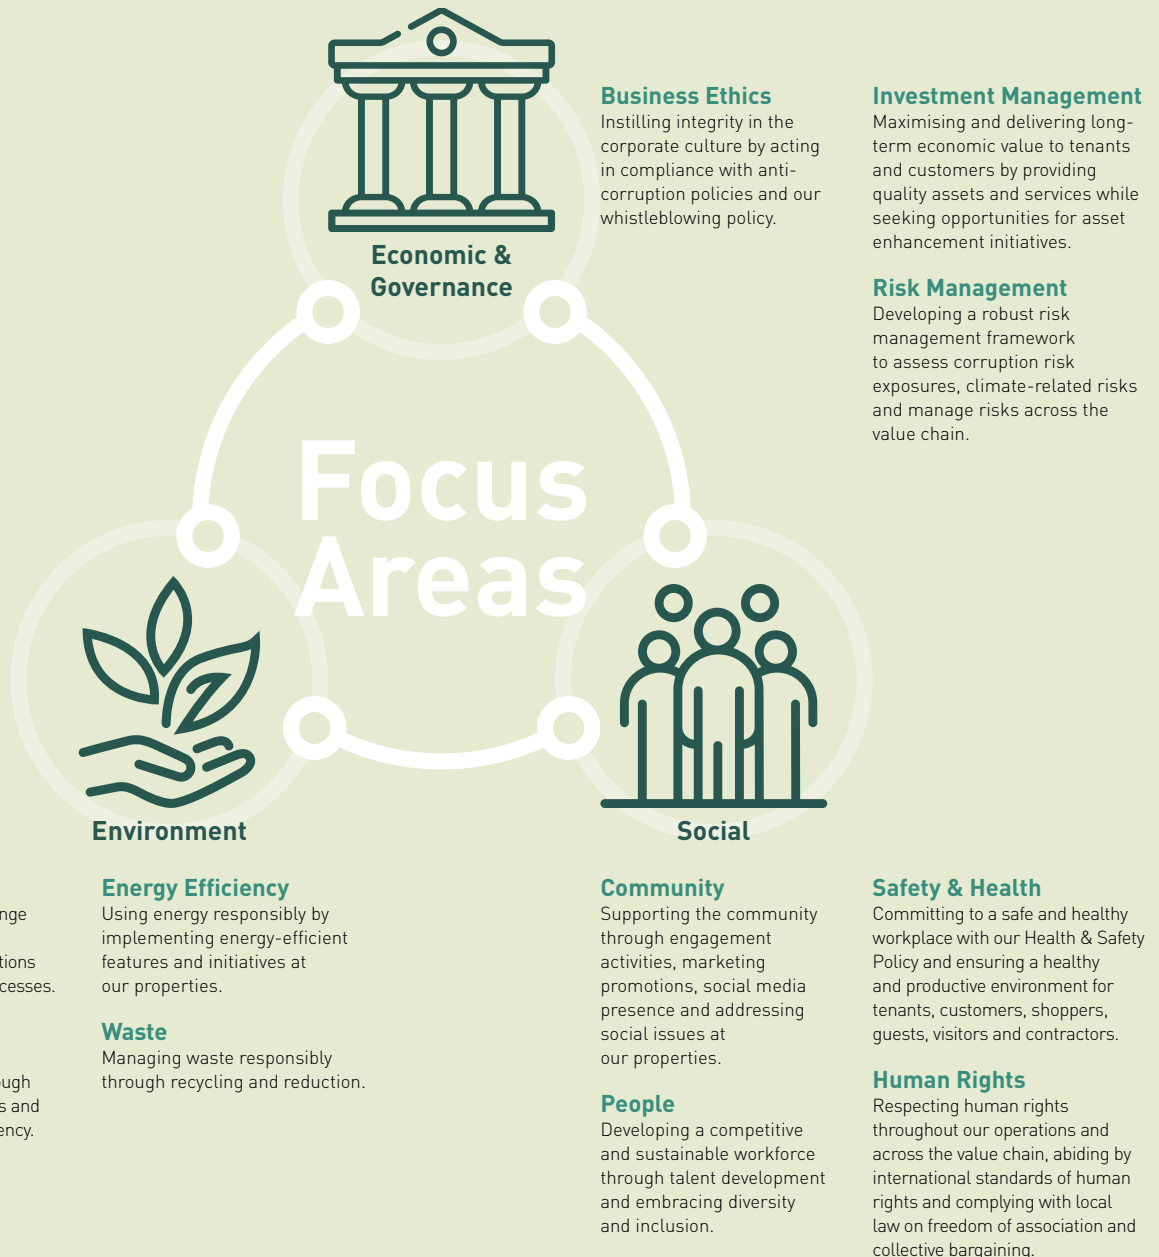 Economic &
Governance
Business Ethics
Instilling integrity in the
corporate culture by acting
in compliance with anti-
corruption policies and our
whistleblowing policy.
Investment Management
Maximising and delivering long-
term economic value to tenants
and customers by providing
quality assets and services while
seeking opportunities for asset
enhancement initiatives.
Risk Management
Developing a robust risk
management framework
to assess corruption risk
exposures, climate-related risks
and manage risks across the
value chain.
Focus
Areas
Environment
nge
tions
cesses.
ugh
s and
ency.
Energy Efficiency
Using energy responsibly by
implementing energy-efficient
features and initiatives at
our properties.
Waste
Managing waste responsibly
through recycling and reduction.
Social
Community
Supporting the community
through engagement
activities, marketing
promotions, social media
presence and addressing
social issues at
our properties.
People
Developing a competitive
and sustainable workforce
through talent development
and embracing diversity
and inclusion.
Safety & Health
Committing to a safe and healthy
workplace with our Health & Safety
Policy and ensuring a healthy
and productive environment for
tenants, customers, shoppers,
guests, visitors and contractors.
Human Rights
Respecting human rights
throughout our operations and
across the value chain, abiding by
international standards of human
rights and complying with local
law on freedom of association and
collective bargaining.